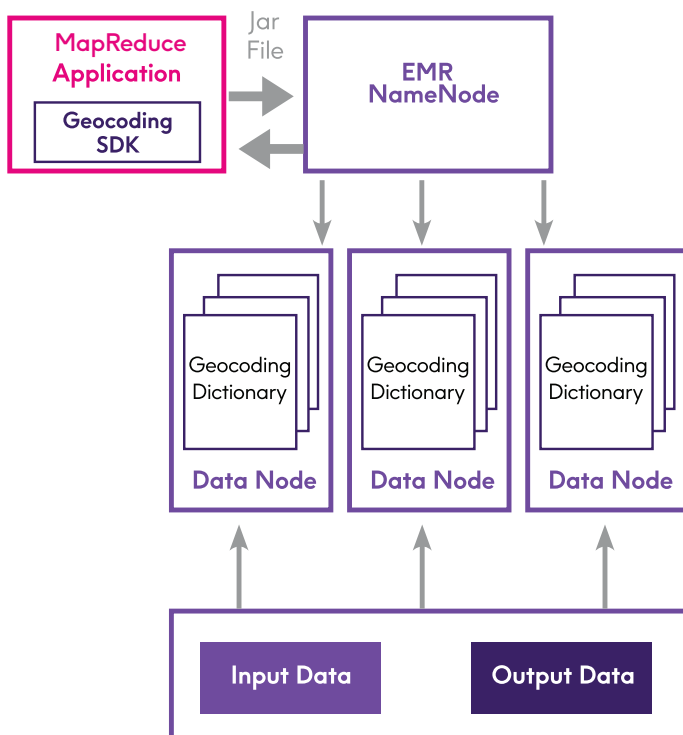 MapReduce
Application
Geocoding
SDK
Jar
File
EMR
NameNode
Geocoding
Dictionary
Data Node
Geocoding
Dictionary
Data Node
Geocoding
Dictionary
Data Node
Input Data
Output Data